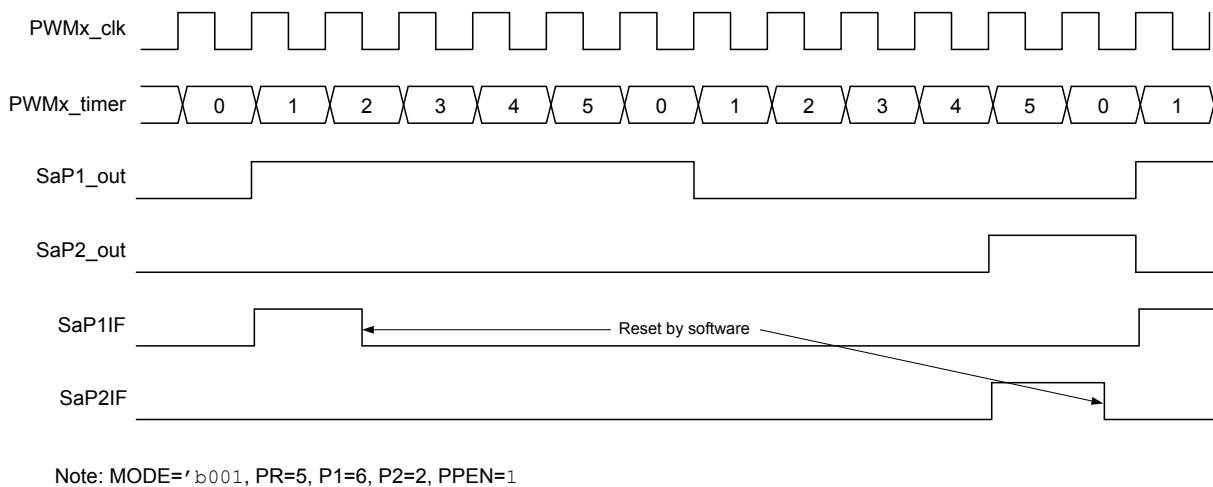 PWMx_clk
PWMx_timer 0 1 2 3 4 5 0 1 2 3 4 5 0 1
SaP1_out
SaP2_out
SaP1IF
Reset by software
SaP2IF
Note: MODE='b001, PR=5, P1=6, P2=2, PPEN=1